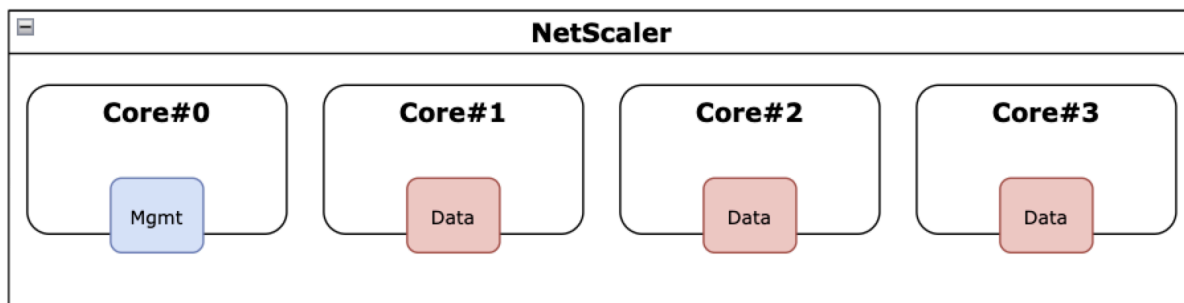 NetScaler
Core#0 Core#1 Core#2 Core#3
Mgmt Data Data Data